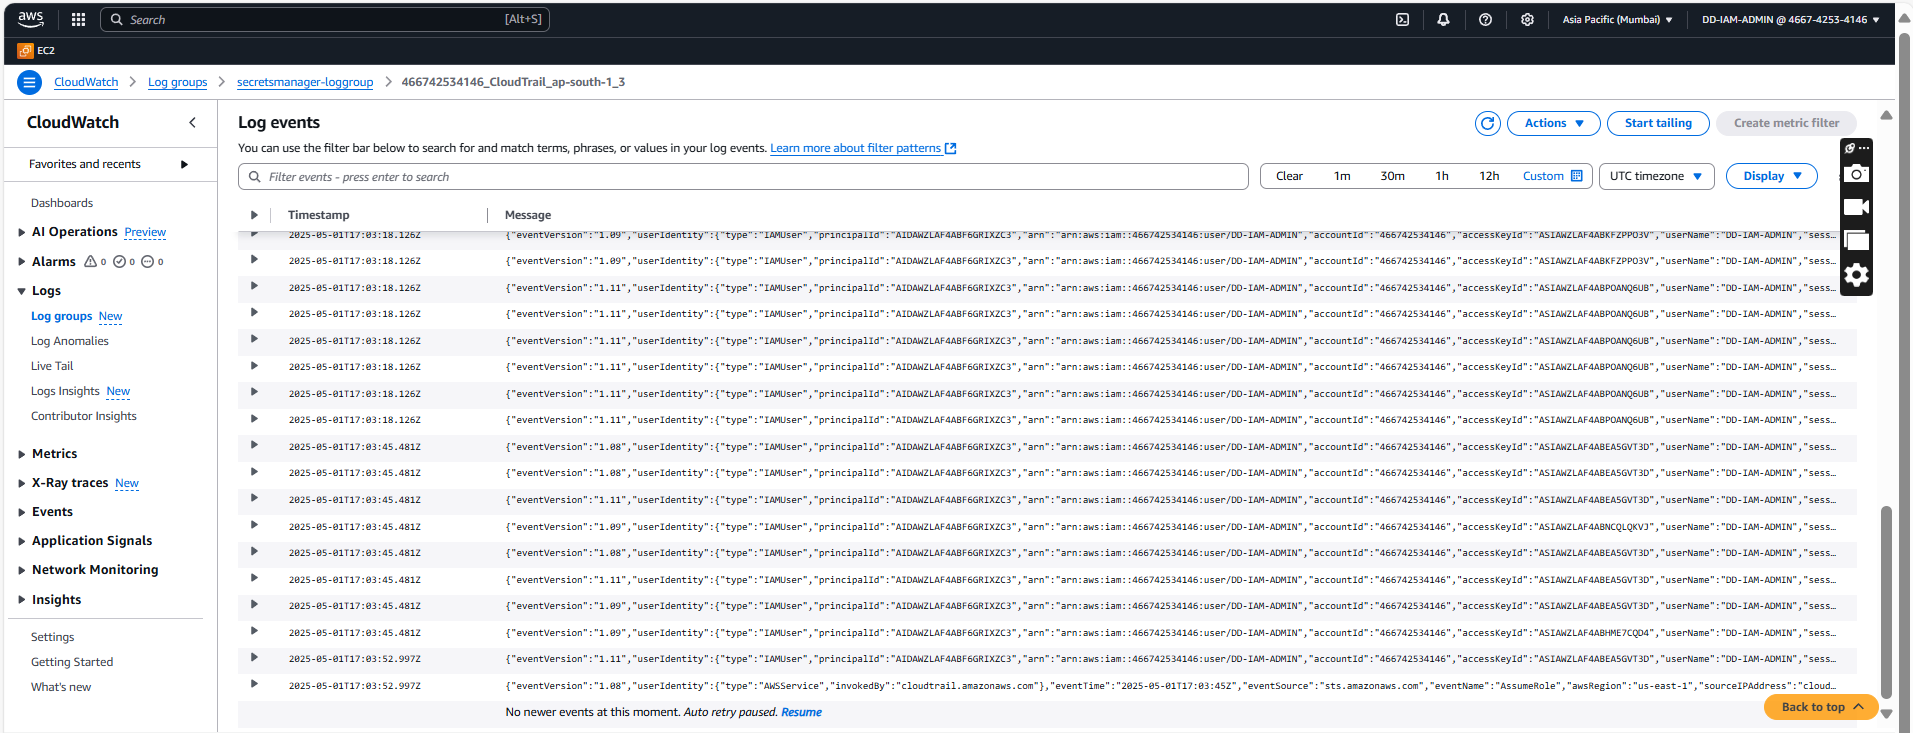 aws Search [Alt+S] Asia Pacific (Mumbai) DD-IAM-ADMIN @ 4667-4253-4146
EC2
CloudWatch Log groups secretsmanager-loggroup 466742534146_CloudTrail_ap-south-1_3
CloudWatch
Favorites and recents
Dashboards
AI Operations Preview
Alarms 0 0 0
Logs
Log groups New
Log Anomalies
Live Tail
Logs Insights New
Contributor Insights
Metrics
X-Ray traces New
Events
Application Signals
Network Monitoring
Insights
Settings
Getting Started
What's new
Log events
Actions Start tailing Create metric filter
You can use the filter bar below to search for and match terms, phrases, or values in your log events. Learn more about filter patterns
Filter events - press enter to search Clear 1m 30m 1h 12h Custom UTC timezone Display
Timestamp Message
2025-05-01T17:03:18.126Z {"eventVersion":"1.09","userIdentity":{"type":"IAMUser","principalId":"AIDAWZLAF4ABF6GRIXZC3","arn":"arn:aws:iam::466742534146:user/DD-IAM-ADMIN","accountId":"466742534146","accessKeyId":"ASIAWZLAF4ABKFZPPO3V","userName":"DD-IAM-ADMIN","sess…
2025-05-01T17:03:18.126Z {"eventVersion":"1.09","userIdentity":{"type":"IAMUser","principalId":"AIDAWZLAF4ABF6GRIXZC3","arn":"arn:aws:iam::466742534146:user/DD-IAM-ADMIN","accountId":"466742534146","accessKeyId":"ASIAWZLAF4ABKFZPPO3V","userName":"DD-IAM-ADMIN","sess…
2025-05-01T17:03:18.126Z {"eventVersion":"1.11","userIdentity":{"type":"IAMUser","principalId":"AIDAWZLAF4ABF6GRIXZC3","arn":"arn:aws:iam::466742534146:user/DD-IAM-ADMIN","accountId":"466742534146","accessKeyId":"ASIAWZLAF4ABPOANQ6UB","userName":"DD-IAM-ADMIN","sess…
2025-05-01T17:03:18.126Z {"eventVersion":"1.11","userIdentity":{"type":"IAMUser","principalId":"AIDAWZLAF4ABF6GRIXZC3","arn":"arn:aws:iam::466742534146:user/DD-IAM-ADMIN","accountId":"466742534146","accessKeyId":"ASIAWZLAF4ABPOANQ6UB","userName":"DD-IAM-ADMIN","sess…
2025-05-01T17:03:18.126Z {"eventVersion":"1.11","userIdentity":{"type":"IAMUser","principalId":"AIDAWZLAF4ABF6GRIXZC3","arn":"arn:aws:iam::466742534146:user/DD-IAM-ADMIN","accountId":"466742534146","accessKeyId":"ASIAWZLAF4ABPOANQ6UB","userName":"DD-IAM-ADMIN","sess…
2025-05-01T17:03:18.126Z {"eventVersion":"1.11","userIdentity":{"type":"IAMUser","principalId":"AIDAWZLAF4ABF6GRIXZC3","arn":"arn:aws:iam::466742534146:user/DD-IAM-ADMIN","accountId":"466742534146","accessKeyId":"ASIAWZLAF4ABPOANQ6UB","userName":"DD-IAM-ADMIN","sess…
2025-05-01T17:03:18.126Z {"eventVersion":"1.11","userIdentity":{"type":"IAMUser","principalId":"AIDAWZLAF4ABF6GRIXZC3","arn":"arn:aws:iam::466742534146:user/DD-IAM-ADMIN","accountId":"466742534146","accessKeyId":"ASIAWZLAF4ABPOANQ6UB","userName":"DD-IAM-ADMIN","sess…
2025-05-01T17:03:18.126Z {"eventVersion":"1.11","userIdentity":{"type":"IAMUser","principalId":"AIDAWZLAF4ABF6GRIXZC3","arn":"arn:aws:iam::466742534146:user/DD-IAM-ADMIN","accountId":"466742534146","accessKeyId":"ASIAWZLAF4ABPOANQ6UB","userName":"DD-IAM-ADMIN","sess…
2025-05-01T17:03:45.481Z {"eventVersion":"1.08","userIdentity":{"type":"IAMUser","principalId":"AIDAWZLAF4ABF6GRIXZC3","arn":"arn:aws:iam::466742534146:user/DD-IAM-ADMIN","accountId":"466742534146","accessKeyId":"ASIAWZLAF4ABEA5GVT3D","userName":"DD-IAM-ADMIN","sess…
2025-05-01T17:03:45.481Z {"eventVersion":"1.08","userIdentity":{"type":"IAMUser","principalId":"AIDAWZLAF4ABF6GRIXZC3","arn":"arn:aws:iam::466742534146:user/DD-IAM-ADMIN","accountId":"466742534146","accessKeyId":"ASIAWZLAF4ABEA5GVT3D","userName":"DD-IAM-ADMIN","sess…
2025-05-01T17:03:45.481Z {"eventVersion":"1.11","userIdentity":{"type":"IAMUser","principalId":"AIDAWZLAF4ABF6GRIXZC3","arn":"arn:aws:iam::466742534146:user/DD-IAM-ADMIN","accountId":"466742534146","accessKeyId":"ASIAWZLAF4ABEA5GVT3D","userName":"DD-IAM-ADMIN","sess…
2025-05-01T17:03:45.481Z {"eventVersion":"1.09","userIdentity":{"type":"IAMUser","principalId":"AIDAWZLAF4ABF6GRIXZC3","arn":"arn:aws:iam::466742534146:user/DD-IAM-ADMIN","accountId":"466742534146","accessKeyId":"ASIAWZLAF4ABNCQLQKVJ","userName":"DD-IAM-ADMIN","sess…
2025-05-01T17:03:45.481Z {"eventVersion":"1.08","userIdentity":{"type":"IAMUser","principalId":"AIDAWZLAF4ABF6GRIXZC3","arn":"arn:aws:iam::466742534146:user/DD-IAM-ADMIN","accountId":"466742534146","accessKeyId":"ASIAWZLAF4ABEA5GVT3D","userName":"DD-IAM-ADMIN","sess…
2025-05-01T17:03:45.481Z {"eventVersion":"1.11","userIdentity":{"type":"IAMUser","principalId":"AIDAWZLAF4ABF6GRIXZC3","arn":"arn:aws:iam::466742534146:user/DD-IAM-ADMIN","accountId":"466742534146","accessKeyId":"ASIAWZLAF4ABEA5GVT3D","userName":"DD-IAM-ADMIN","sess…
2025-05-01T17:03:45.481Z {"eventVersion":"1.09","userIdentity":{"type":"IAMUser","principalId":"AIDAWZLAF4ABF6GRIXZC3","arn":"arn:aws:iam::466742534146:user/DD-IAM-ADMIN","accountId":"466742534146","accessKeyId":"ASIAWZLAF4ABEA5GVT3D","userName":"DD-IAM-ADMIN","sess…
2025-05-01T17:03:45.481Z {"eventVersion":"1.09","userIdentity":{"type":"IAMUser","principalId":"AIDAWZLAF4ABF6GRIXZC3","arn":"arn:aws:iam::466742534146:user/DD-IAM-ADMIN","accountId":"466742534146","accessKeyId":"ASIAWZLAF4ABHME7CQD4","userName":"DD-IAM-ADMIN","sess…
2025-05-01T17:03:52.997Z {"eventVersion":"1.11","userIdentity":{"type":"IAMUser","principalId":"AIDAWZLAF4ABF6GRIXZC3","arn":"arn:aws:iam::466742534146:user/DD-IAM-ADMIN","accountId":"466742534146","accessKeyId":"ASIAWZLAF4ABEA5GVT3D","userName":"DD-IAM-ADMIN","sess…
2025-05-01T17:03:52.997Z {"eventVersion":"1.08","userIdentity":{"type":"AWSService","invokedBy":"cloudtrail.amazonaws.com"},"eventTime":"2025-05-01T17:03:45Z","eventSource":"sts.amazonaws.com","eventName":"AssumeRole","awsRegion":"us-east-1","sourceIPAddress":"cloud…
No newer events at this moment. Auto retry paused. Resume
Back to top